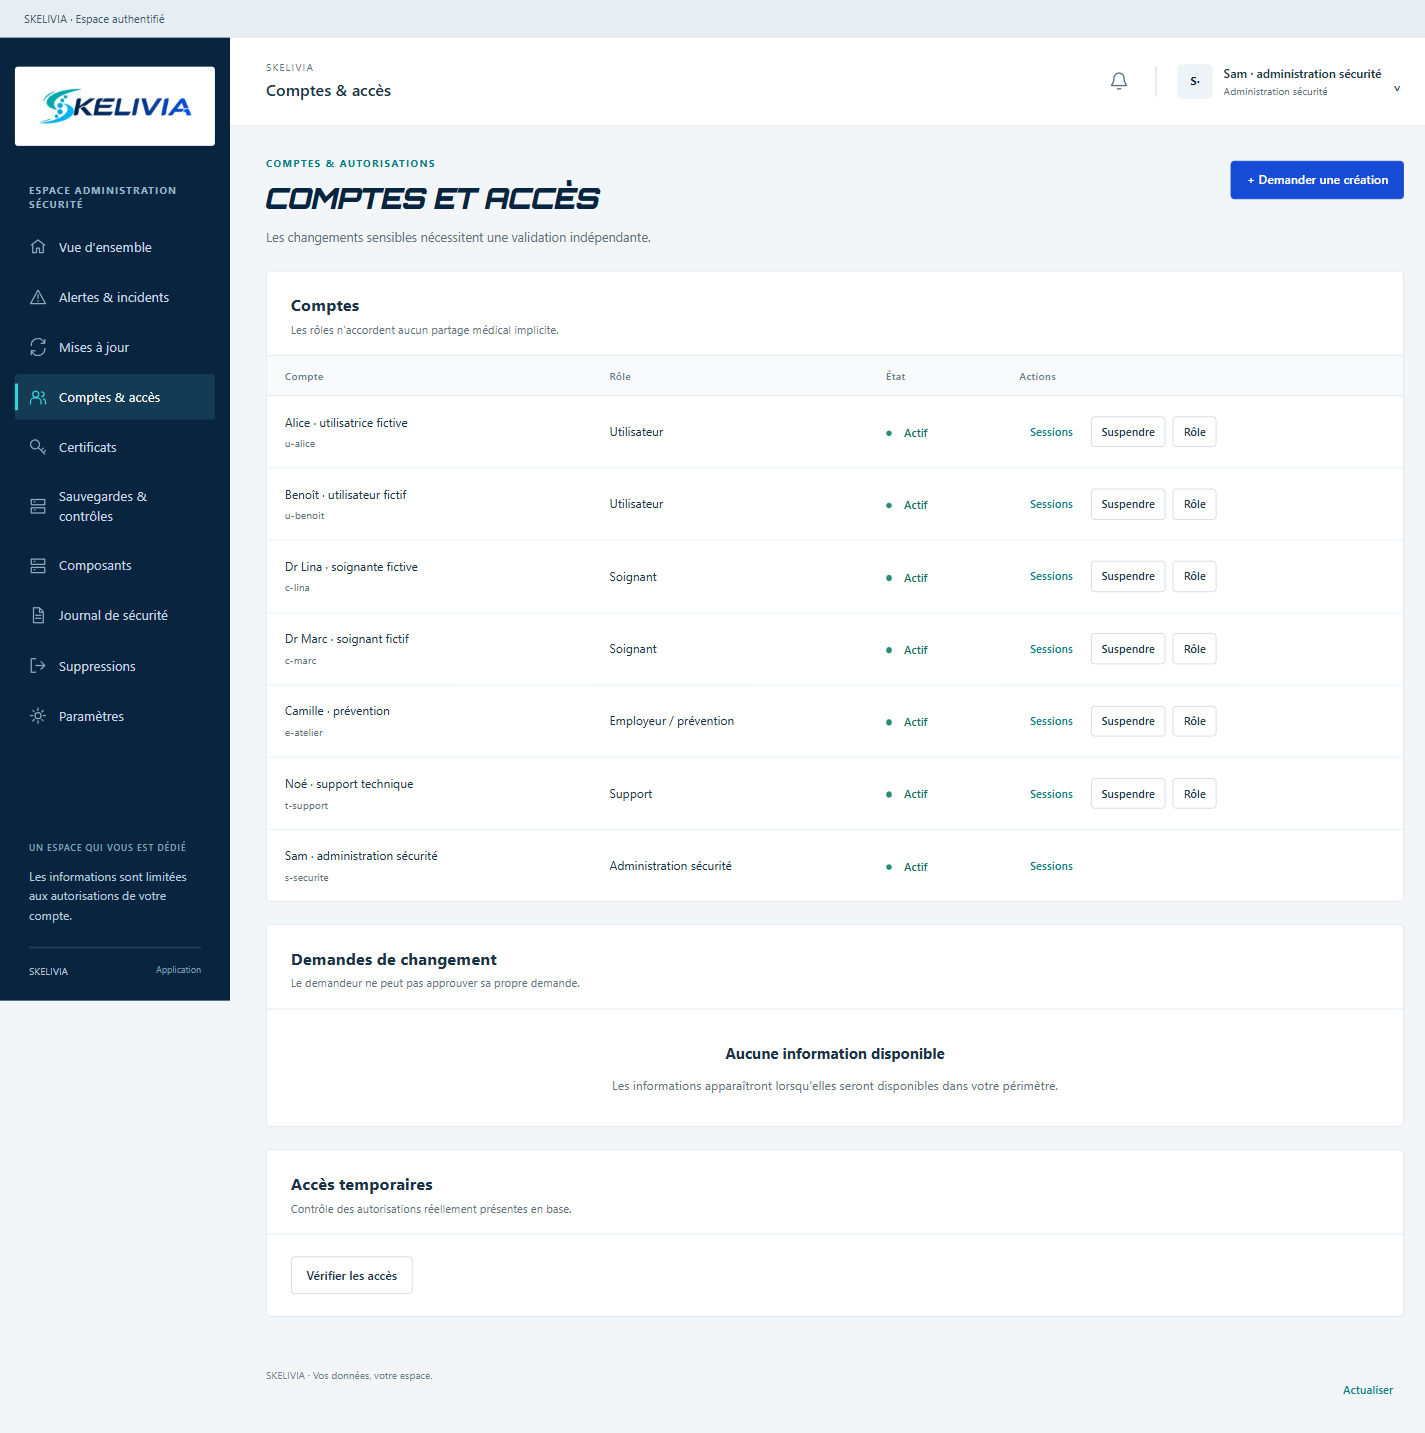 SKELIVIA · Espace authentifié
SKELIVIA
ESPACE ADMINISTRATION
SÉCURITÉ
Vue d'ensemble
Alertes & incidents
Mises à jour
Comptes & accès
Certificats
Sauvegardes &
contrôles
Composants
Journal de sécurité
Suppressions
Paramètres
UN ESPACE QUI VOUS EST DÉDIÉ
Les informations sont limitées
aux autorisations de votre
compte.
SKELIVIA Application
SKELIVIA
Comptes & accès
S· Sam · administration sécurité
Administration sécurité
COMPTES & AUTORISATIONS
COMPTES ET ACCÈS
+ Demander une création
Les changements sensibles nécessitent une validation indépendante.
Comptes
Les rôles n'accordent aucun partage médical implicite.
Compte Rôle État Actions
Alice · utilisatrice fictive
u-alice
Utilisateur Actif Sessions Suspendre Rôle
Benoît · utilisateur fictif
u-benoit
Utilisateur Actif Sessions Suspendre Rôle
Dr Lina · soignante fictive
c-lina
Soignant Actif Sessions Suspendre Rôle
Dr Marc · soignant fictif
c-marc
Soignant Actif Sessions Suspendre Rôle
Camille · prévention
e-atelier
Employeur / prévention Actif Sessions Suspendre Rôle
Noé · support technique
t-support
Support Actif Sessions Suspendre Rôle
Sam · administration sécurité
s-securite
Administration sécurité Actif Sessions
Demandes de changement
Le demandeur ne peut pas approuver sa propre demande.
Aucune information disponible
Les informations apparaîtront lorsqu'elles seront disponibles dans votre périmètre.
Accès temporaires
Contrôle des autorisations réellement présentes en base.
Vérifier les accès
SKELIVIA · Vos données, votre espace.
Actualiser